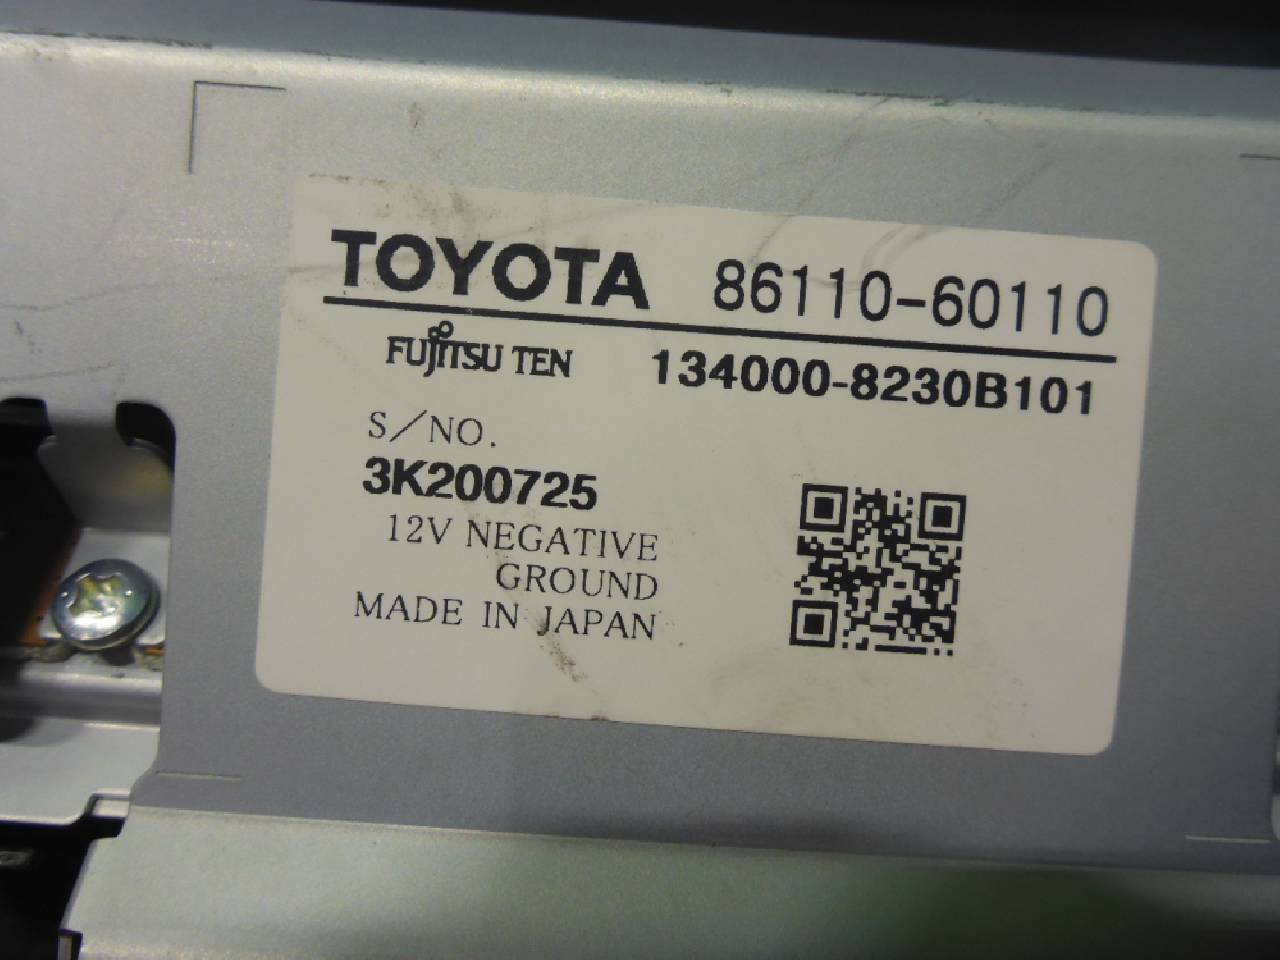 TOYOTA 86110-60110
FUJITSU TEN 134000-8230B101
S/NO.
3K200725
12V NEGATIVE
GROUND
MADE IN JAPAN